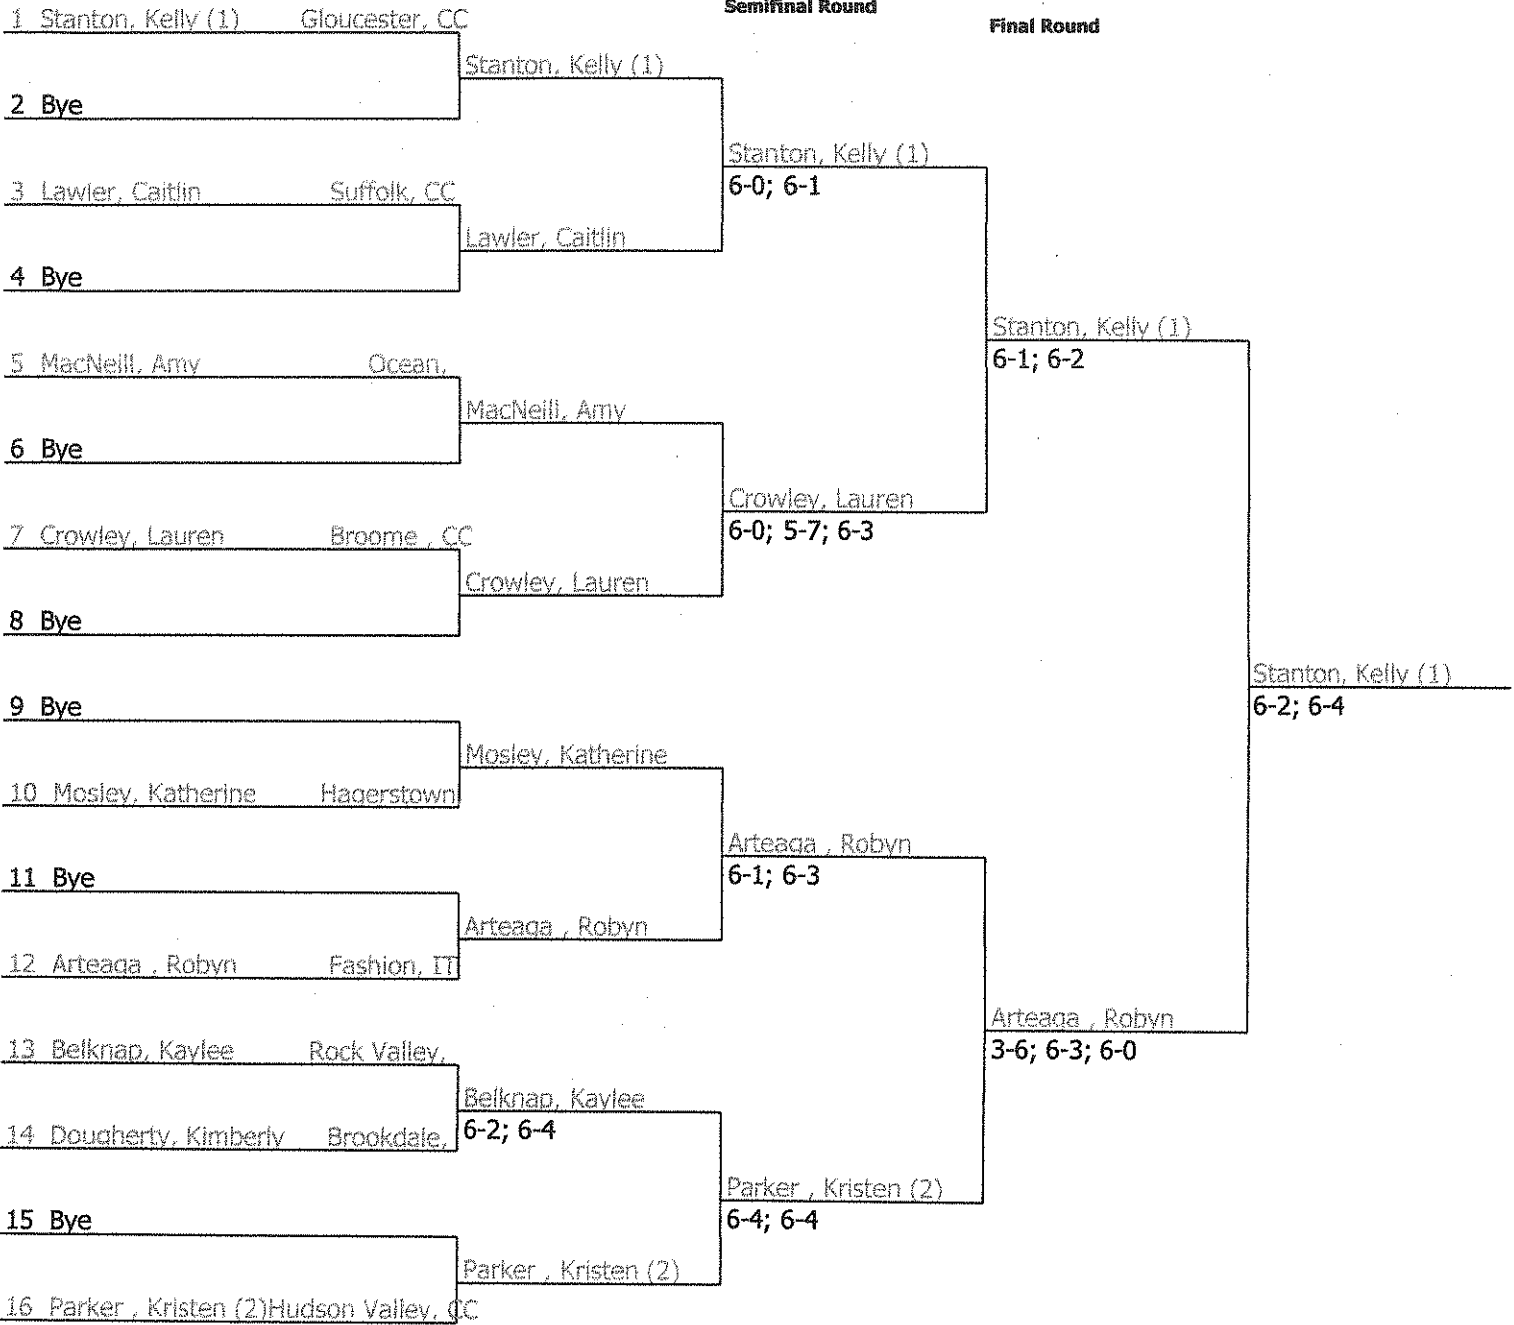 Semifinal Round
Final Round
1 Stanton, Kelly (1) Gloucester, CC
Stanton, Kelly (1)
2 Bye
Stanton, Kelly (1)
6-0; 6-1
3 Lawler, Caitlin Suffolk, CC
Lawler, Caitlin
4 Bye
Stanton, Kelly (1)
6-1; 6-2
5 MacNeill, Amy Ocean,
MacNeill, Amy
6 Bye
Crowley, Lauren
6-0; 5-7; 6-3
7 Crowley, Lauren Broome , CC
Crowley, Lauren
8 Bye
Stanton, Kelly (1)
6-2; 6-4
9 Bye
Mosley, Katherine
10 Mosley, Katherine Hagerstown
Arteaga , Robyn
6-1; 6-3
11 Bye
Arteaga , Robyn
12 Arteaga , Robyn Fashion, IT
Arteaga , Robyn
3-6; 6-3; 6-0
13 Belknap, Kaylee Rock Valley,
Belknap, Kaylee
6-2; 6-4
14 Dougherty, Kimberly Brookdale,
Parker , Kristen (2)
6-4; 6-4
15 Bye
Parker , Kristen (2)
16 Parker , Kristen (2)Hudson Valley, CC